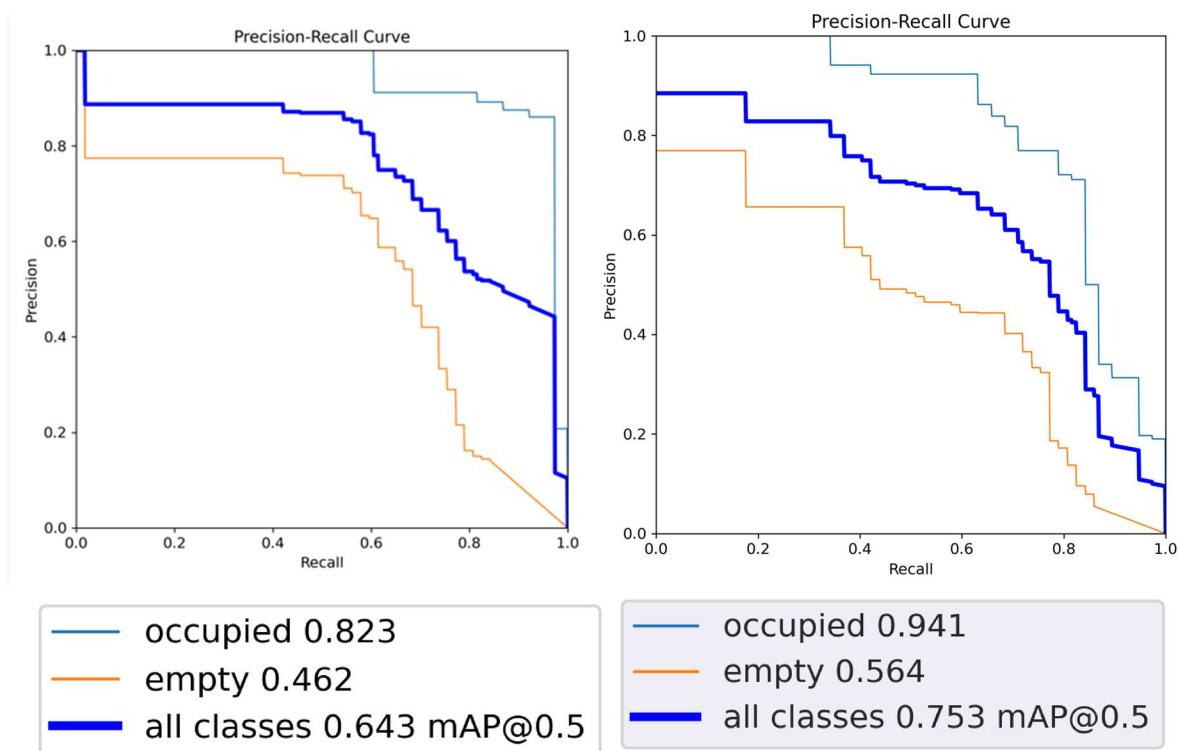 Precision-Recall Curve
1.0
0.8
0.6
0.4
0.2
0.0
Precision
0.0 0.2 0.4 0.6 0.8 1.0
Recall
occupied 0.823
empty 0.462
all classes 0.643 mAP@0.5
Precision-Recall Curve
1.0
0.8
0.6
0.4
0.2
0.0
Precision
0.0 0.2 0.4 0.6 0.8 1.0
Recall
occupied 0.941
empty 0.564
all classes 0.753 mAP@0.5